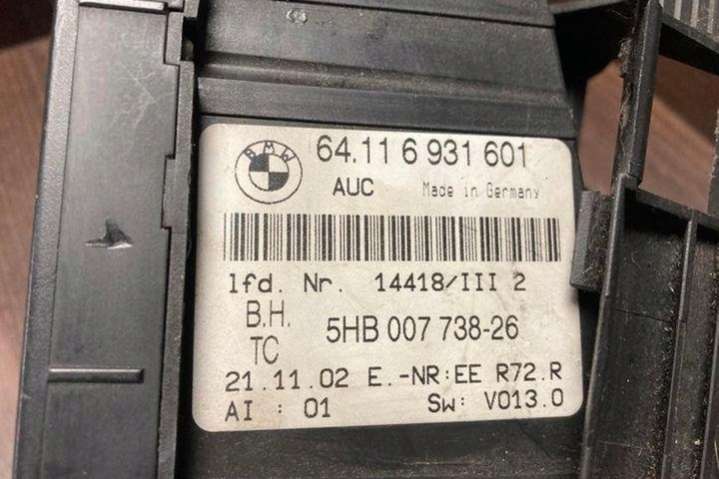 BMW
64.11 6 931 601
AUC Made in Germany
lfd. Nr. 14418/III 2
B.H.
TC
5HB 007 738-26
21.11.02 E.-NR:EE R72.R
AI : 01 Sw: V013.0